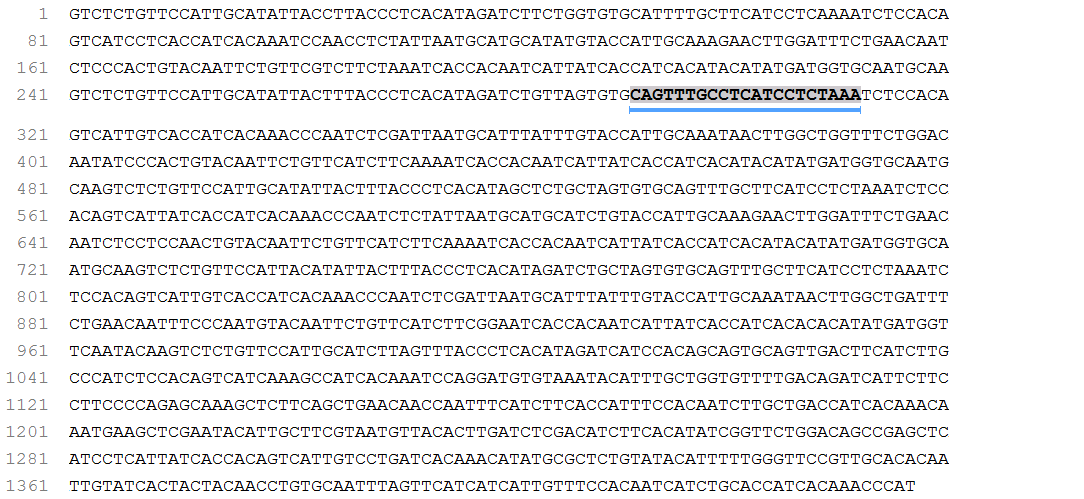 1 GTCTCTGTTCCATTGCATATTACCTTACCCTCACATAGATCTTCTGGTGTGCATTTTGCTTCATCCTCAAAATCTCCACA
81 GTCATCCTCACCATCACAAATCCAACCTCTATTAATGCATGCATATGTACCATTGCAAAGAACTTGGATTTCTGAACAAT
161 CTCCCACTGTACAATTCTGTTCGTCTTCTAAATCACCACAATCATTATCACCATCACATACATATGATGGTGCAATGCAA
241 GTCTCTGTTCCATTGCATATTACTTTACCCTCACATAGATCTGTTAGTGTGCAGTTTGCCTCATCCTCTAAATCTCCACA
321 GTCATTGTCACCATCACAAACCCAATCTCGATTAATGCATTTATTTGTACCATTGCAAATAACTTGGCTGGTTTCTGGAC
401 AATATCCCACTGTACAATTCTGTTCATCTTCAAAATCACCACAATCATTATCACCATCACATACATATGATGGTGCAATG
481 CAAGTCTCTGTTCCATTGCATATTACTTTACCCTCACATAGCTCTGCTAGTGTGCAGTTTGCTTCATCCTCTAAATCTCC
561 ACAGTCATTATCACCATCACAAACCCAATCTCTATTAATGCATGCATCTGTACCATTGCAAAGAACTTGGATTTCTGAAC
641 AATCTCCTCCAACTGTACAATTCTGTTCATCTTCAAAATCACCACAATCATTATCACCATCACATACATATGATGGTGCA
721 ATGCAAGTCTCTGTTCCATTACATATTACTTTACCCTCACATAGATCTGCTAGTGTGCAGTTTGCTTCATCCTCTAAATC
801 TCCACAGTCATTGTCACCATCACAAACCCAATCTCGATTAATGCATTTATTTGTACCATTGCAAATAACTTGGCTGATTT
881 CTGAACAATTTCCCAATGTACAATTCTGTTCATCTTCGGAATCACCACAATCATTATCACCATCACACACATATGATGGT
961 TCAATACAAGTCTCTGTTCCATTGCATCTTAGTTTACCCTCACATAGATCATCCACAGCAGTGCAGTTGACTTCATCTTG
1041 CCCATCTCCACAGTCATCAAAGCCATCACAAATCCAGGATGTGTAAATACATTTGCTGGTGTTTTGACAGATCATTCTTC
1121 CTTCCCCAGAGCAAAGCTCTTCAGCTGAACAACCAATTTCATCTTCACCATTTCCACAATCTTGCTGACCATCACAAACA
1201 AATGAAGCTCGAATACATTGCTTCGTAATGTTACACTTGATCTCGACATCTTCACATATCGGTTCTGGACAGCCGAGCTC
1281 ATCCTCATTATCACCACAGTCATTGTCCTGATCACAAACATATGCGCTCTGTATACATTTTTGGGTTCCGTTGCACACAA
1361 TTGTATCACTACTACAACCTGTGCAATTTAGTTCATCATCATTGTTTCCACAATCATCTGCACCATCACAAACCCAT